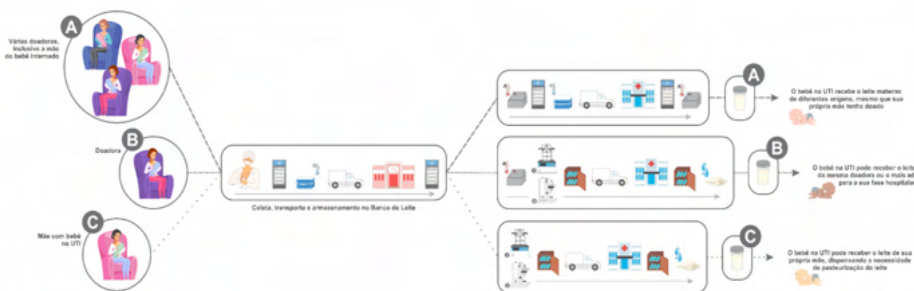 A
Várias doadoras,
inclusive a mãe
do bebê internado
B
Doadora
C
Mãe com bebê
na UTI
Coleta, transporte e armazenamento no Banco de Leite
A
O bebê na UTI recebe o leite materno
de diferentes origens, mesmo que sua
própria mãe tenha doado
B
O bebê na UTI pode receber o leite
da mesma doadora ou o mais ad
para a sua fase hospitala
C
O bebê na UTI pode receber o leite de sua
própria mãe, dispensando a necessidade
de pasteurização do leite